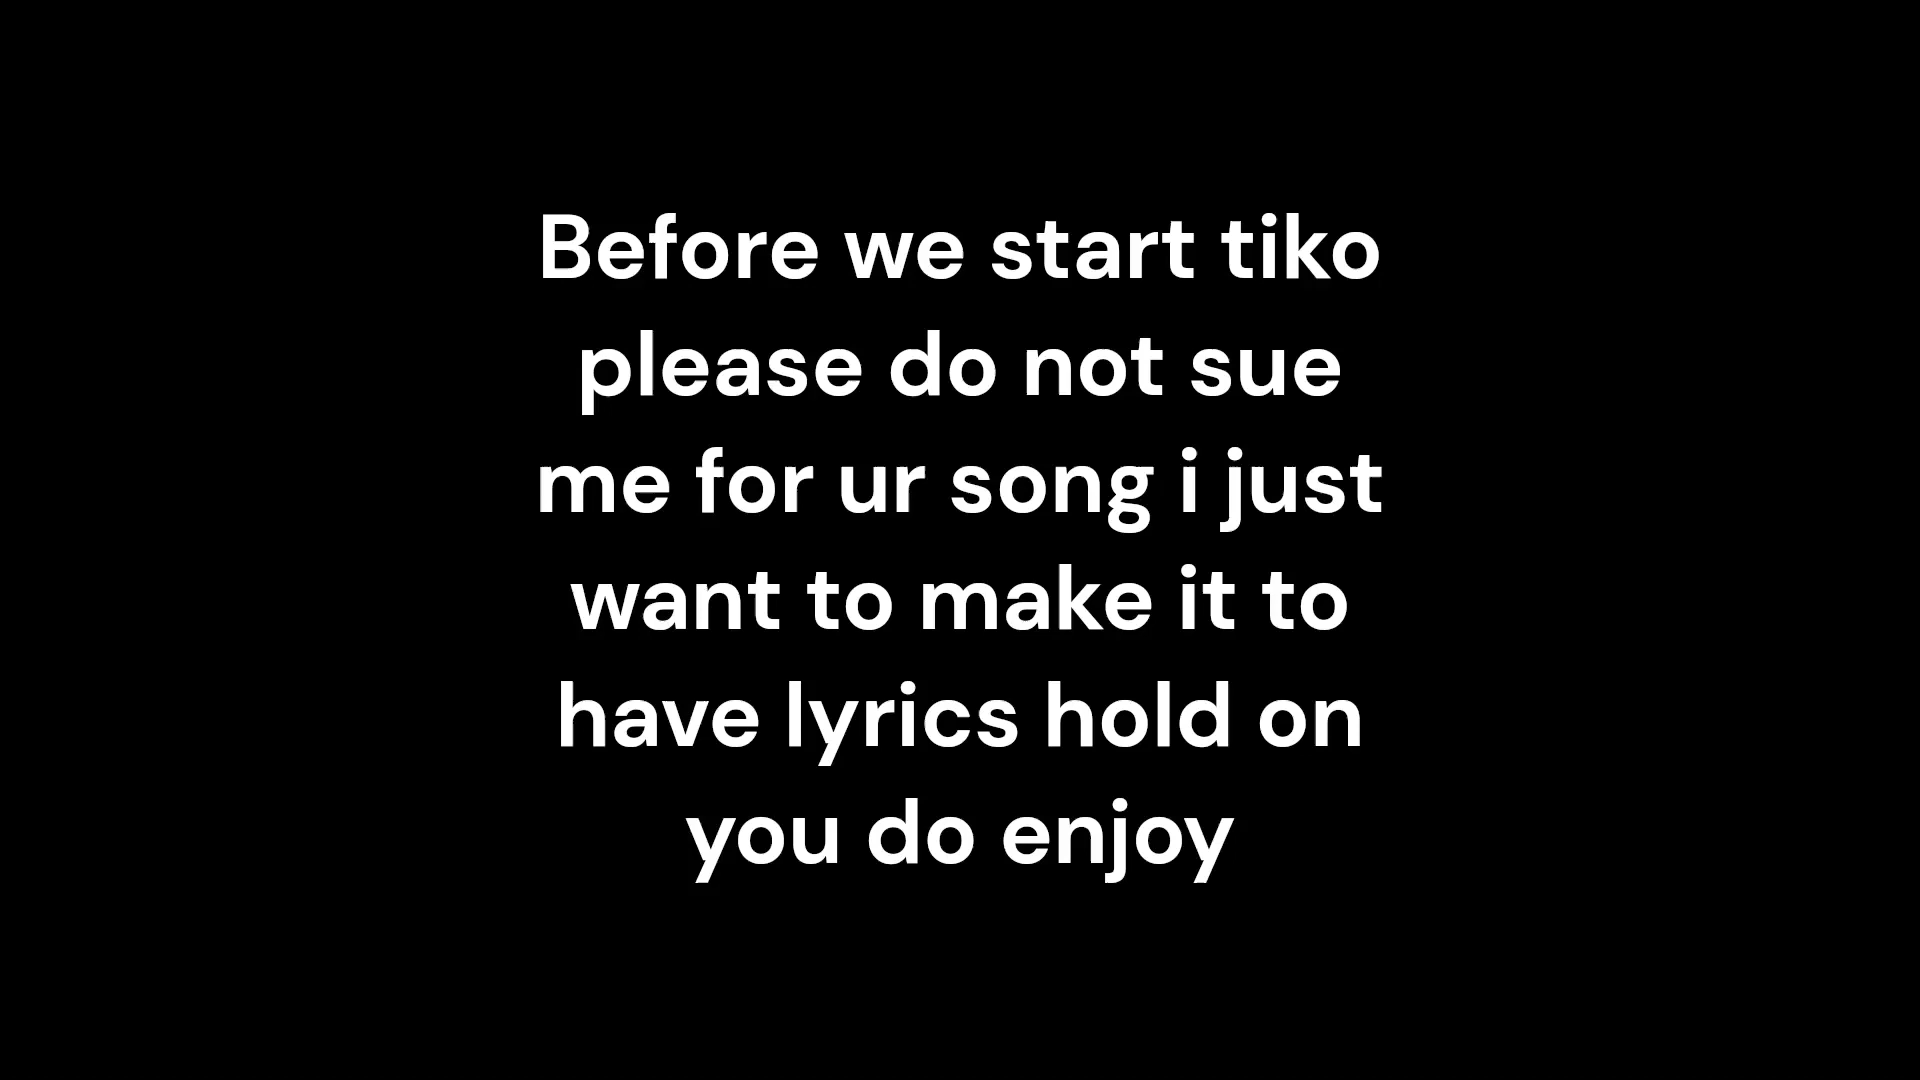 Before we start tiko
please do not sue
me for ur song i just
want to make it to
have lyrics hold on
you do enjoy